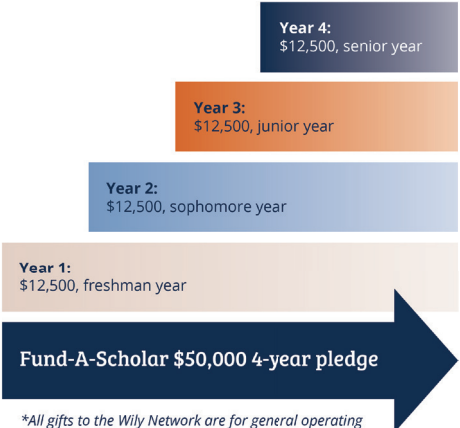 Year 4:
$12,500, senior year
Year 3:
$12,500, junior year
Year 2:
$12,500, sophomore year
Year 1:
$12,500, freshman year
Fund-A-Scholar $50,000 4-year pledge
*All gifts to the Wily Network are for general operating